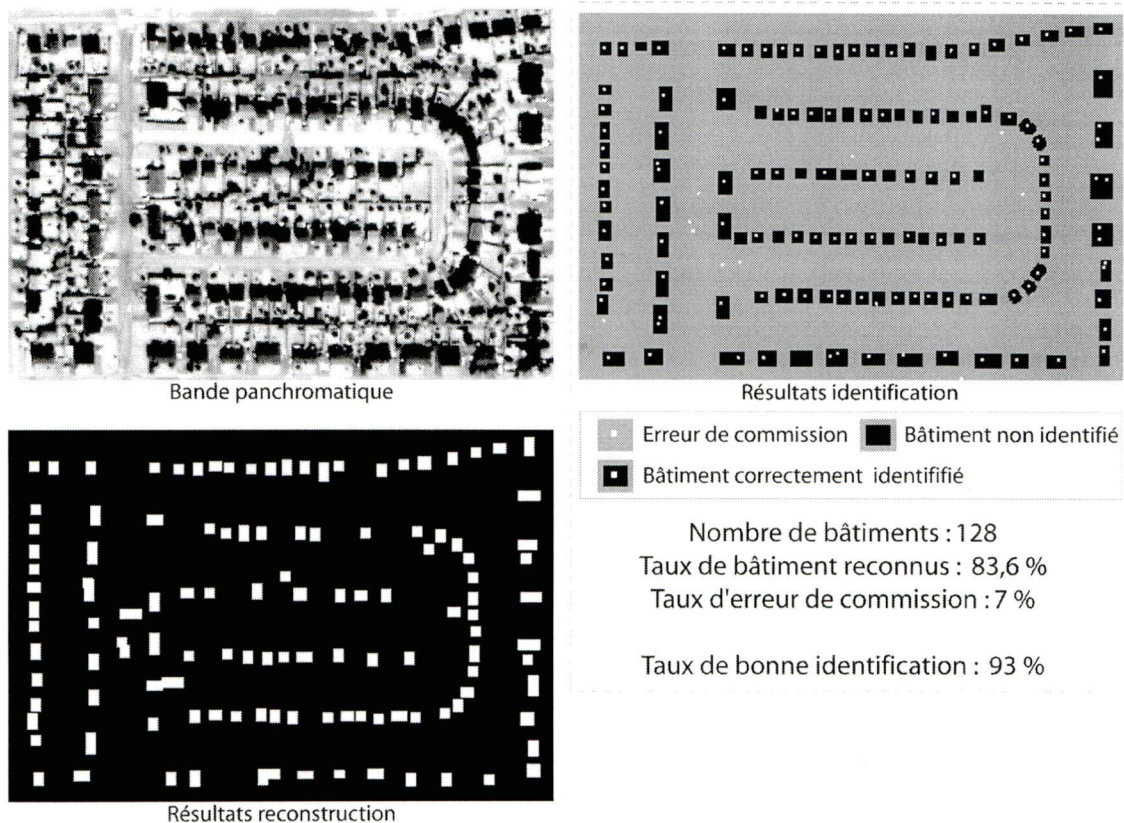 Bande panchromatique
Résultats identification
Erreur de commission
Bâtiment non identifié
Bâtiment correctement identififié
Nombre de bâtiments : 128
Taux de bâtiment reconnus : 83,6 %
Taux d'erreur de commission : 7 %
Taux de bonne identification : 93 %
Résultats reconstruction